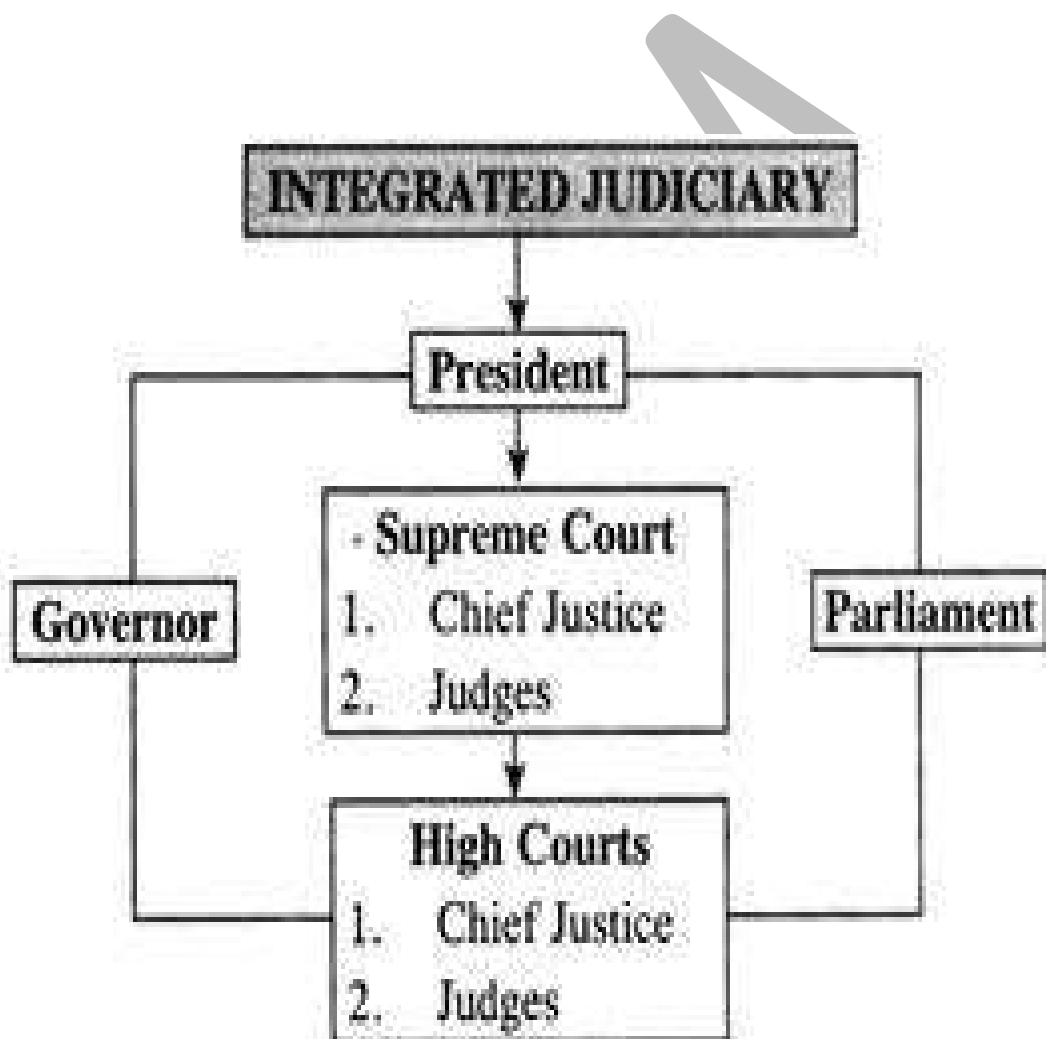 INTEGRATED JUDICIARY
President
- Supreme Court
1. Chief Justice
2. Judges
Governor
Parliament
High Courts
1. Chief Justice
2. Judges